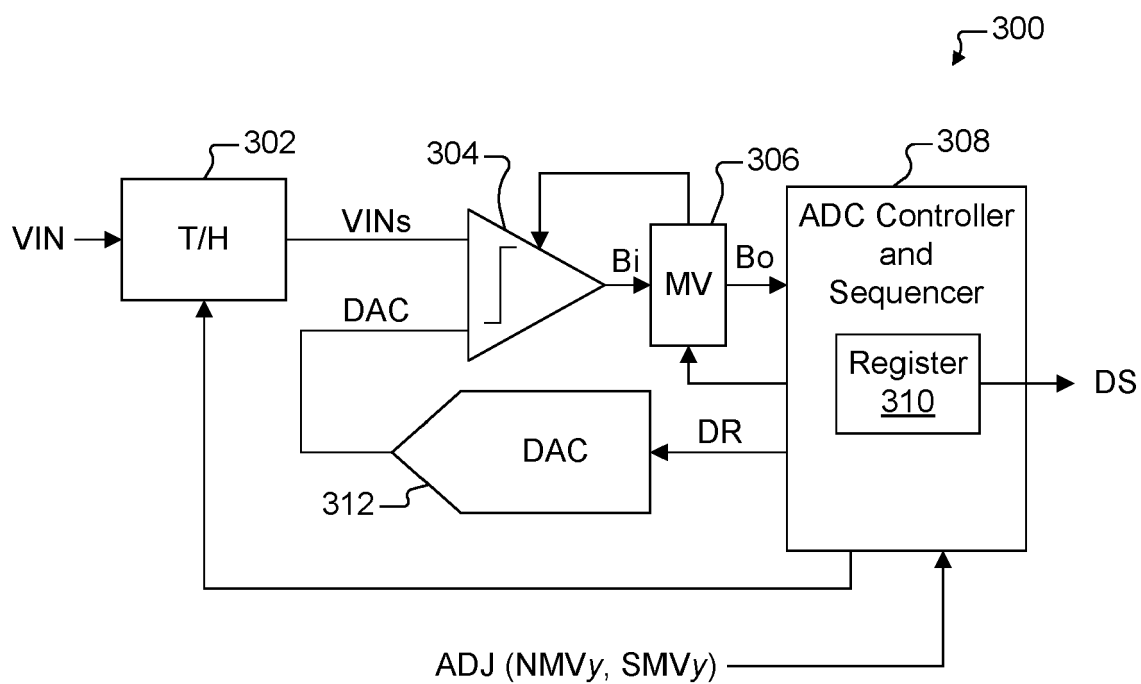 300
302
304
306
308
VIN
T/H
VINs
Bi
MV
Bo
ADC Controller
and
Sequencer
DAC
Register
310
DS
DAC
DR
312
ADJ (NMVy, SMVy)